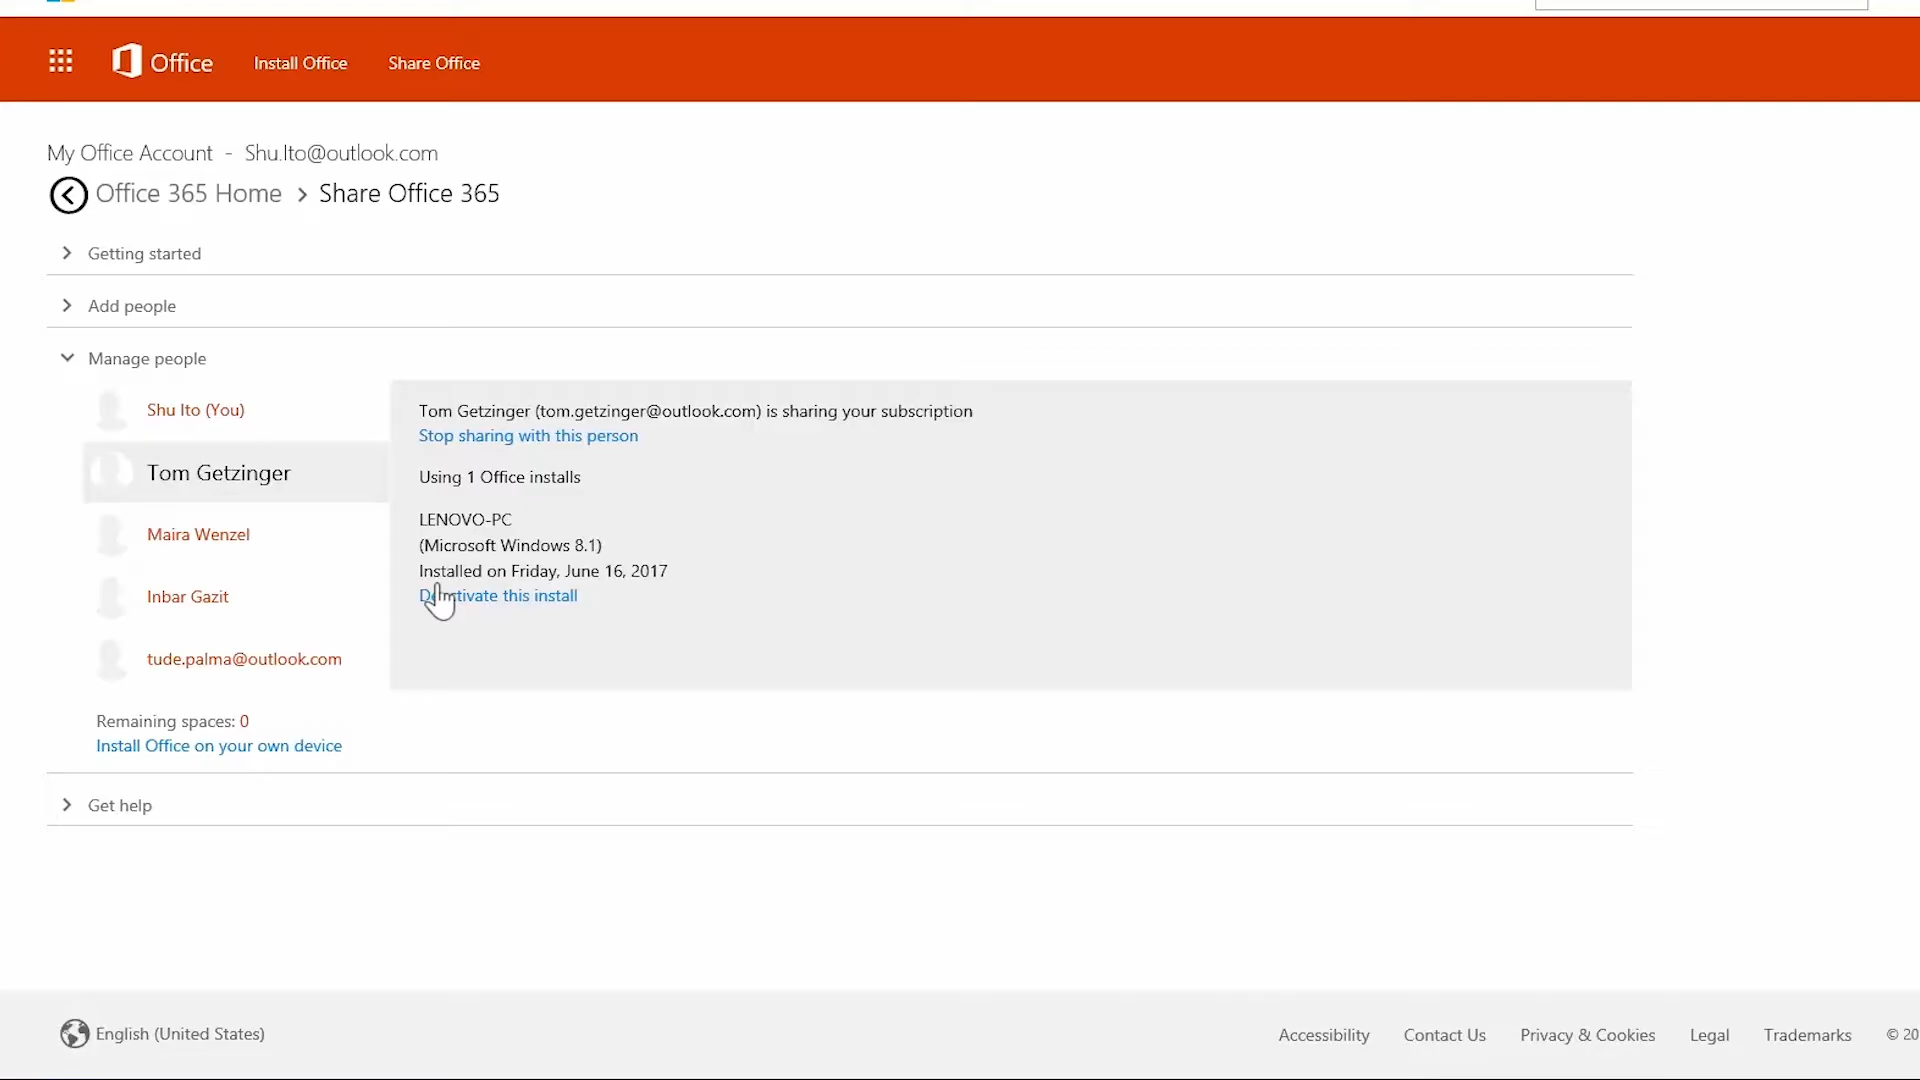 Office
Install Office
Share Office
My Office Account - Shu.Ito@outlook.com
Office 365 Home > Share Office 365
Getting started
Add people
Manage people
Shu Ito (You)
Tom Getzinger
Maira Wenzel
Inbar Gazit
tude.palma@outlook.com
Tom Getzinger (tom.getzinger@outlook.com) is sharing your subscription
Stop sharing with this person
Using 1 Office installs
LENOVO-PC
(Microsoft Windows 8.1)
Installed on Friday, June 16, 2017
Deactivate this install
Remaining spaces: 0
Install Office on your own device
Get help
English (United States)
Accessibility
Contact Us
Privacy & Cookies
Legal
Trademarks
© 20